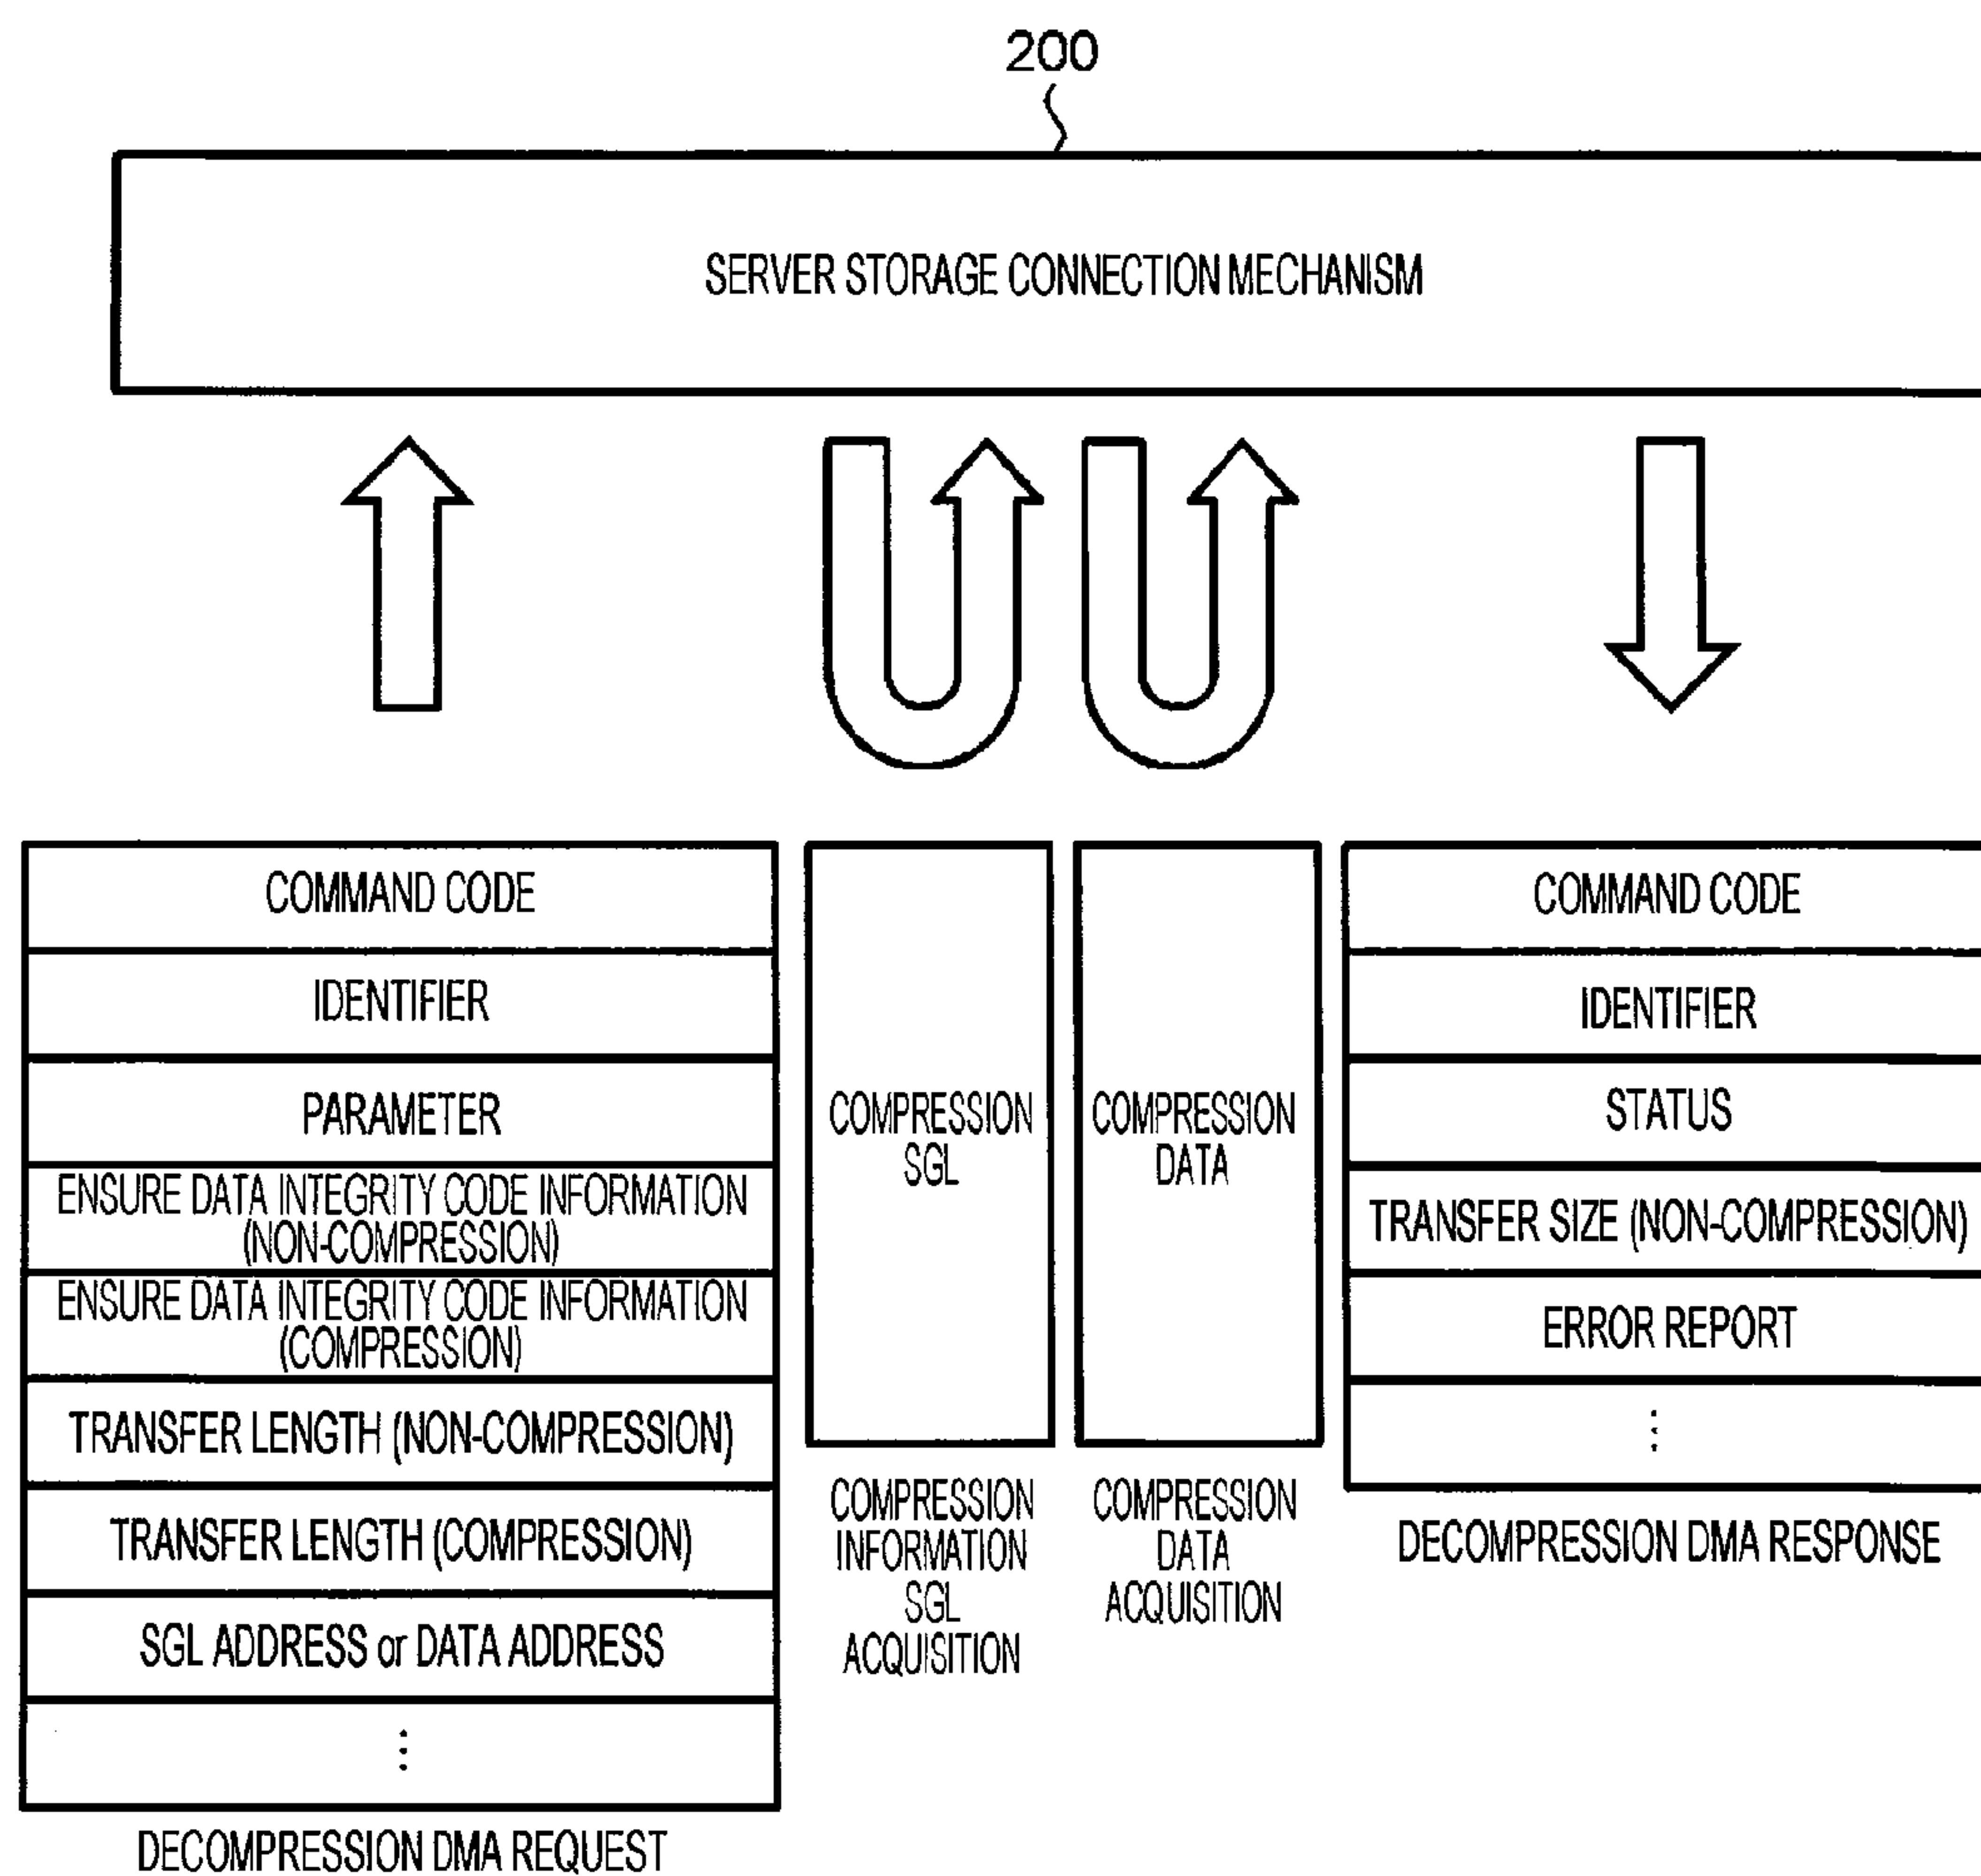 200
SERVER STORAGE CONNECTION MECHANISM
COMMAND CODE
IDENTIFIER
PARAMETER
ENSURE DATA INTEGRITY CODE INFORMATION
(NON-COMPRESSION)
ENSURE DATA INTEGRITY CODE INFORMATION
(COMPRESSION)
TRANSFER LENGTH (NON-COMPRESSION)
TRANSFER LENGTH (COMPRESSION)
SGL ADDRESS or DATA ADDRESS
⋮
DECOMPRESSION DMA REQUEST
COMPRESSION
SGL
COMPRESSION
INFORMATION
SGL
ACQUISITION
COMPRESSION
DATA
COMPRESSION
DATA
ACQUISITION
COMMAND CODE
IDENTIFIER
STATUS
TRANSFER SIZE (NON-COMPRESSION)
ERROR REPORT
⋮
DECOMPRESSION DMA RESPONSE